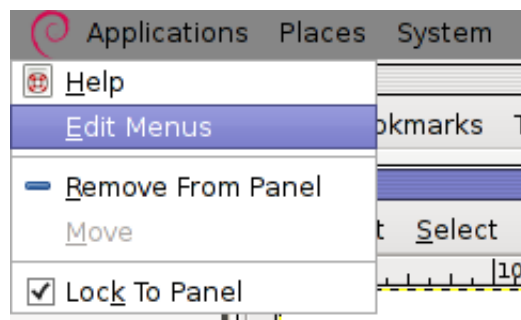 Applications Places System
Help
Edit Menus
Remove From Panel
Move
Select
Lock To Panel